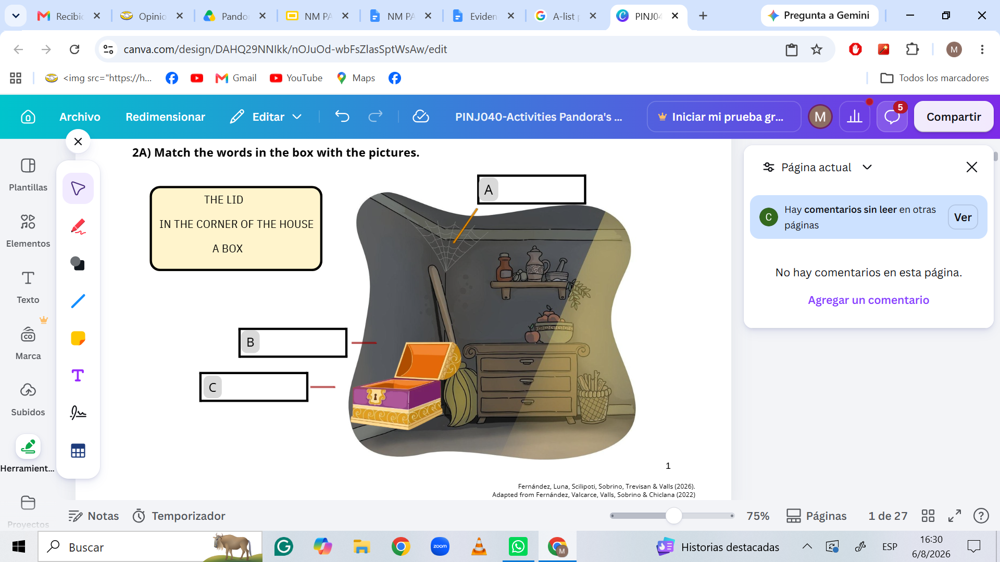 Recibic
Opinio
Pando
NM PA
NM PA
Eviden
A-list p
PINJ04
Pregunta a Gemini
canva.com/design/DAHQ29NNIkk/nOJuOd-wbFsZlasSptWsAw/edit
M
<img src="https://h...
Gmail
YouTube
Maps
Todos los marcadores
Archivo
Redimensionar
Editar
PINJ040-Activities Pandora's ...
Iniciar mi prueba gr...
M
5
Compartir
Plantillas
Elementos
Texto
Marca
Subidos
Herramient...
Proyectos
2A) Match the words in the box with the pictures.
THE LID
IN THE CORNER OF THE HOUSE
A BOX
A
B
C
1
Fernández, Luna, Scilipoti, Sobrino, Trevisan & Valls (2026).
Adapted from Fernández, Valcarce, Valls, Sobrino & Chiclana (2022)
Página actual
C
Hay comentarios sin leer en otras
páginas
Ver
No hay comentarios en esta página.
Agregar un comentario
Notas
Temporizador
75%
Páginas
1 de 27
Buscar
zoom
M
Historias destacadas
ESP
16:30
6/8/2026